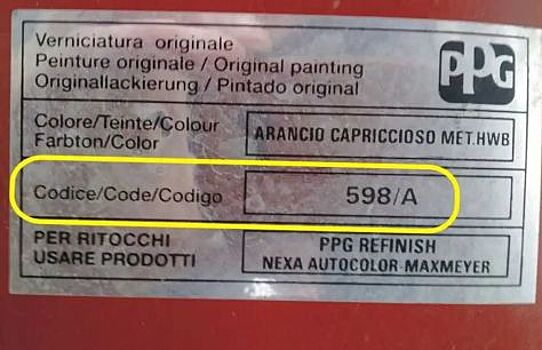 Verniciatura originale
Peinture originale / Original painting
Originallackierung / Pintado original
PPG
Colore/Teinte/Colour
Farbton/Color
ARANCIO CAPRICCIOSO MET.HWB
Codice/Code/Codigo
598/A
PER RITOCCHI
USARE PRODOTTI
PPG REFINISH
NEXA AUTOCOLOR-MAXMEYER